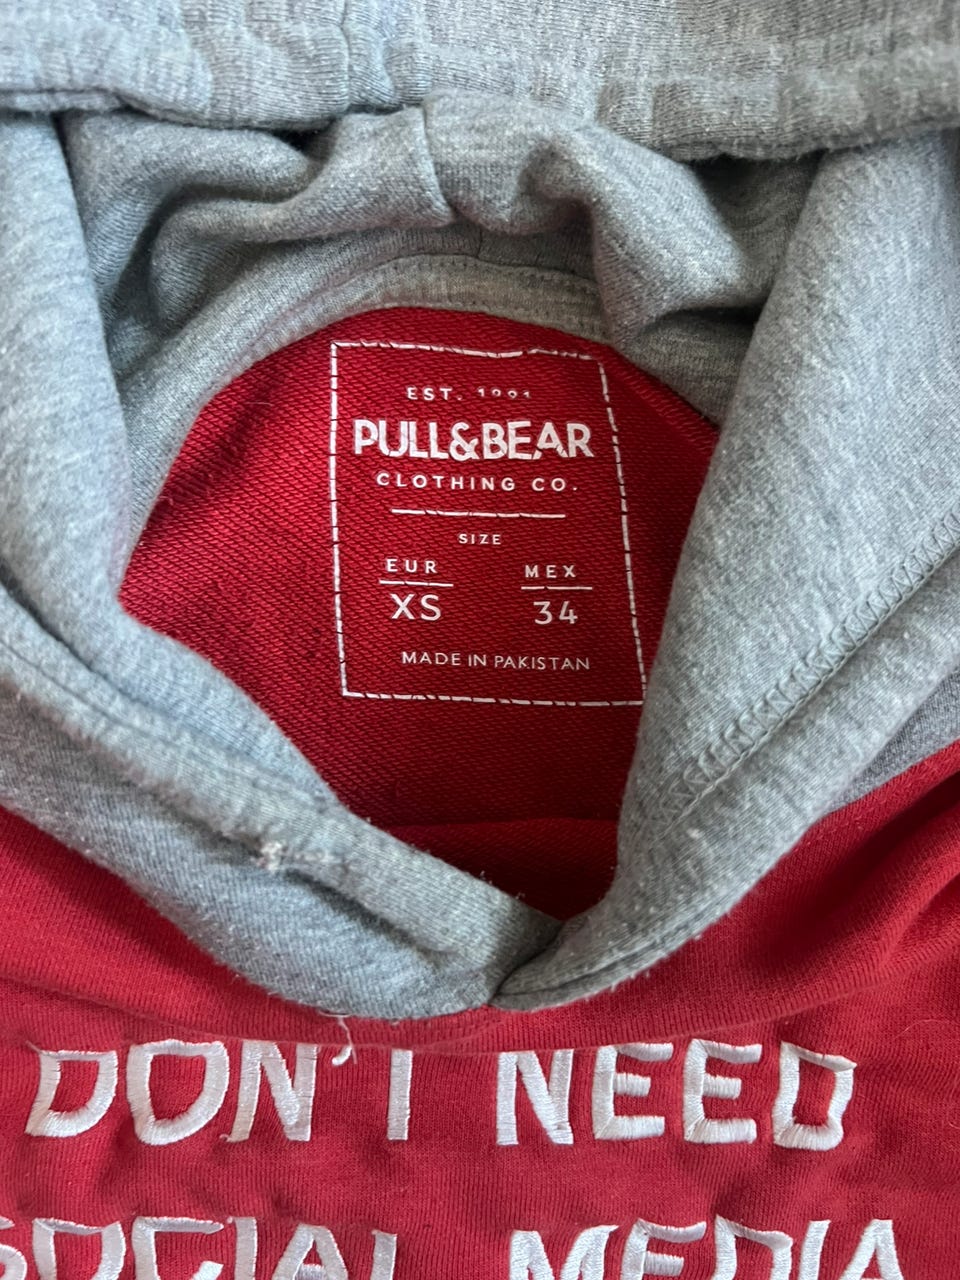 EST. 1991
PULL&BEAR
CLOTHING CO.
SIZE
EUR MEX
XS 34
MADE IN PAKISTAN
DON'T NEED
SOCIAL MEDIA